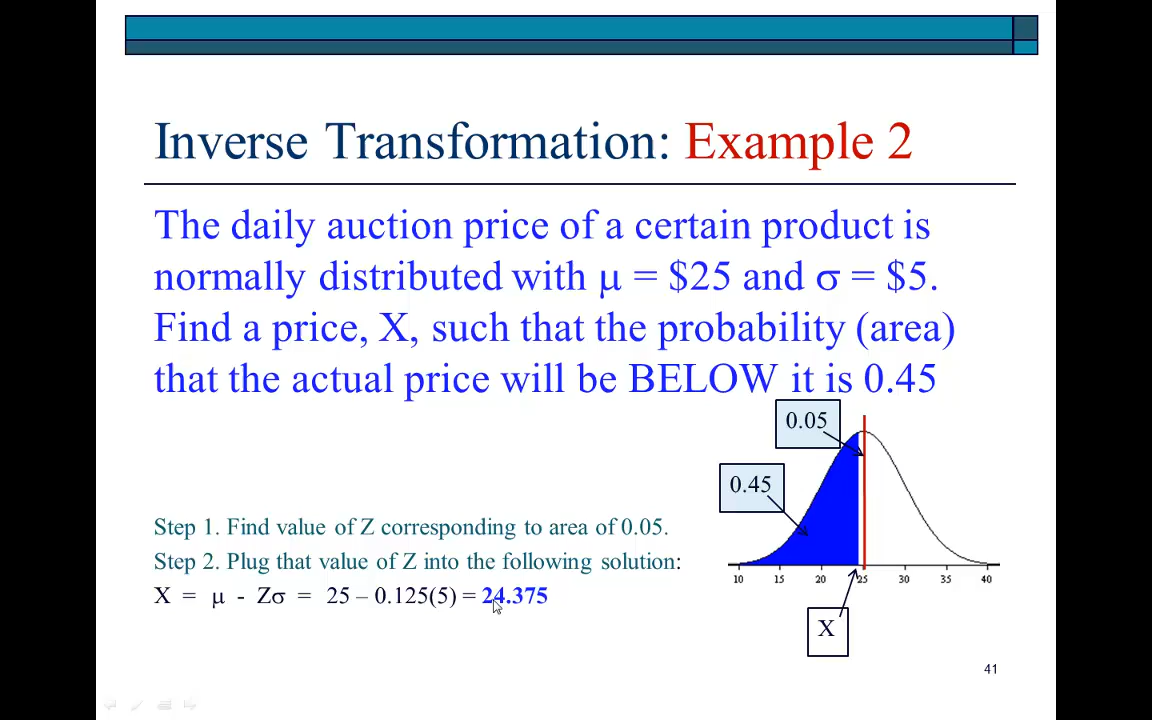 Inverse Transformation: Example 2
The daily auction price of a certain product is
normally distributed with μ = $25 and σ = $5.
Find a price, X, such that the probability (area)
that the actual price will be BELOW it is 0.45
0.05
0.45
Step 1. Find value of Z corresponding to area of 0.05.
Step 2. Plug that value of Z into the following solution:
X = μ - Zσ = 25 – 0.125(5) = 24.375
10 15 20 25 30 35 40
X
41